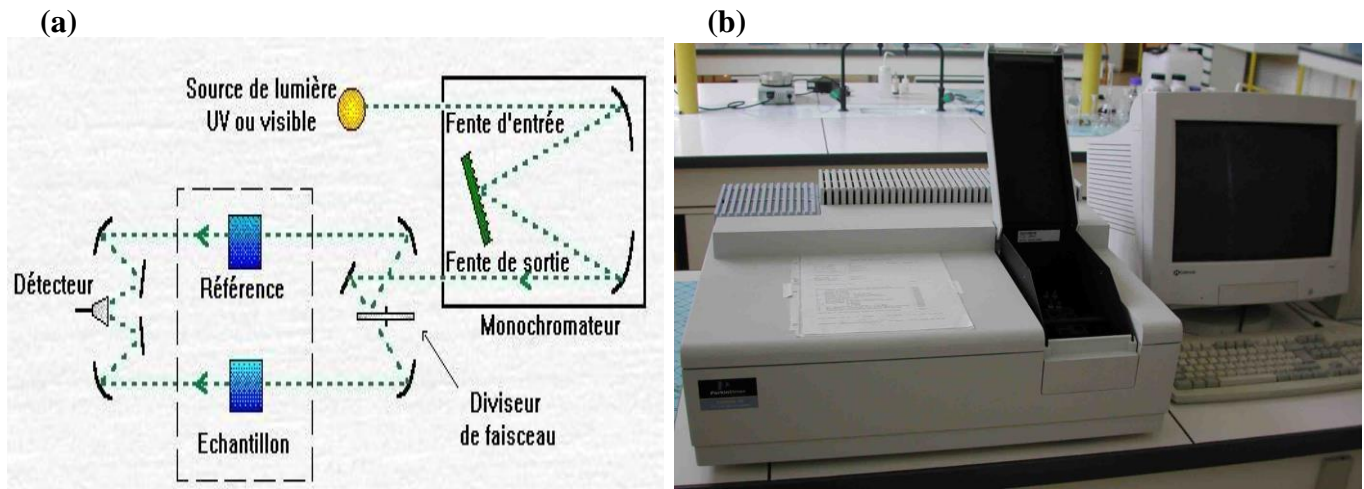 (a)
(b)
Source de lumière
UV ou visible
Fente d'entrée
Fente de sortie
Monochromateur
Détecteur
Référence
Echantillon
Diviseur
de faisceau